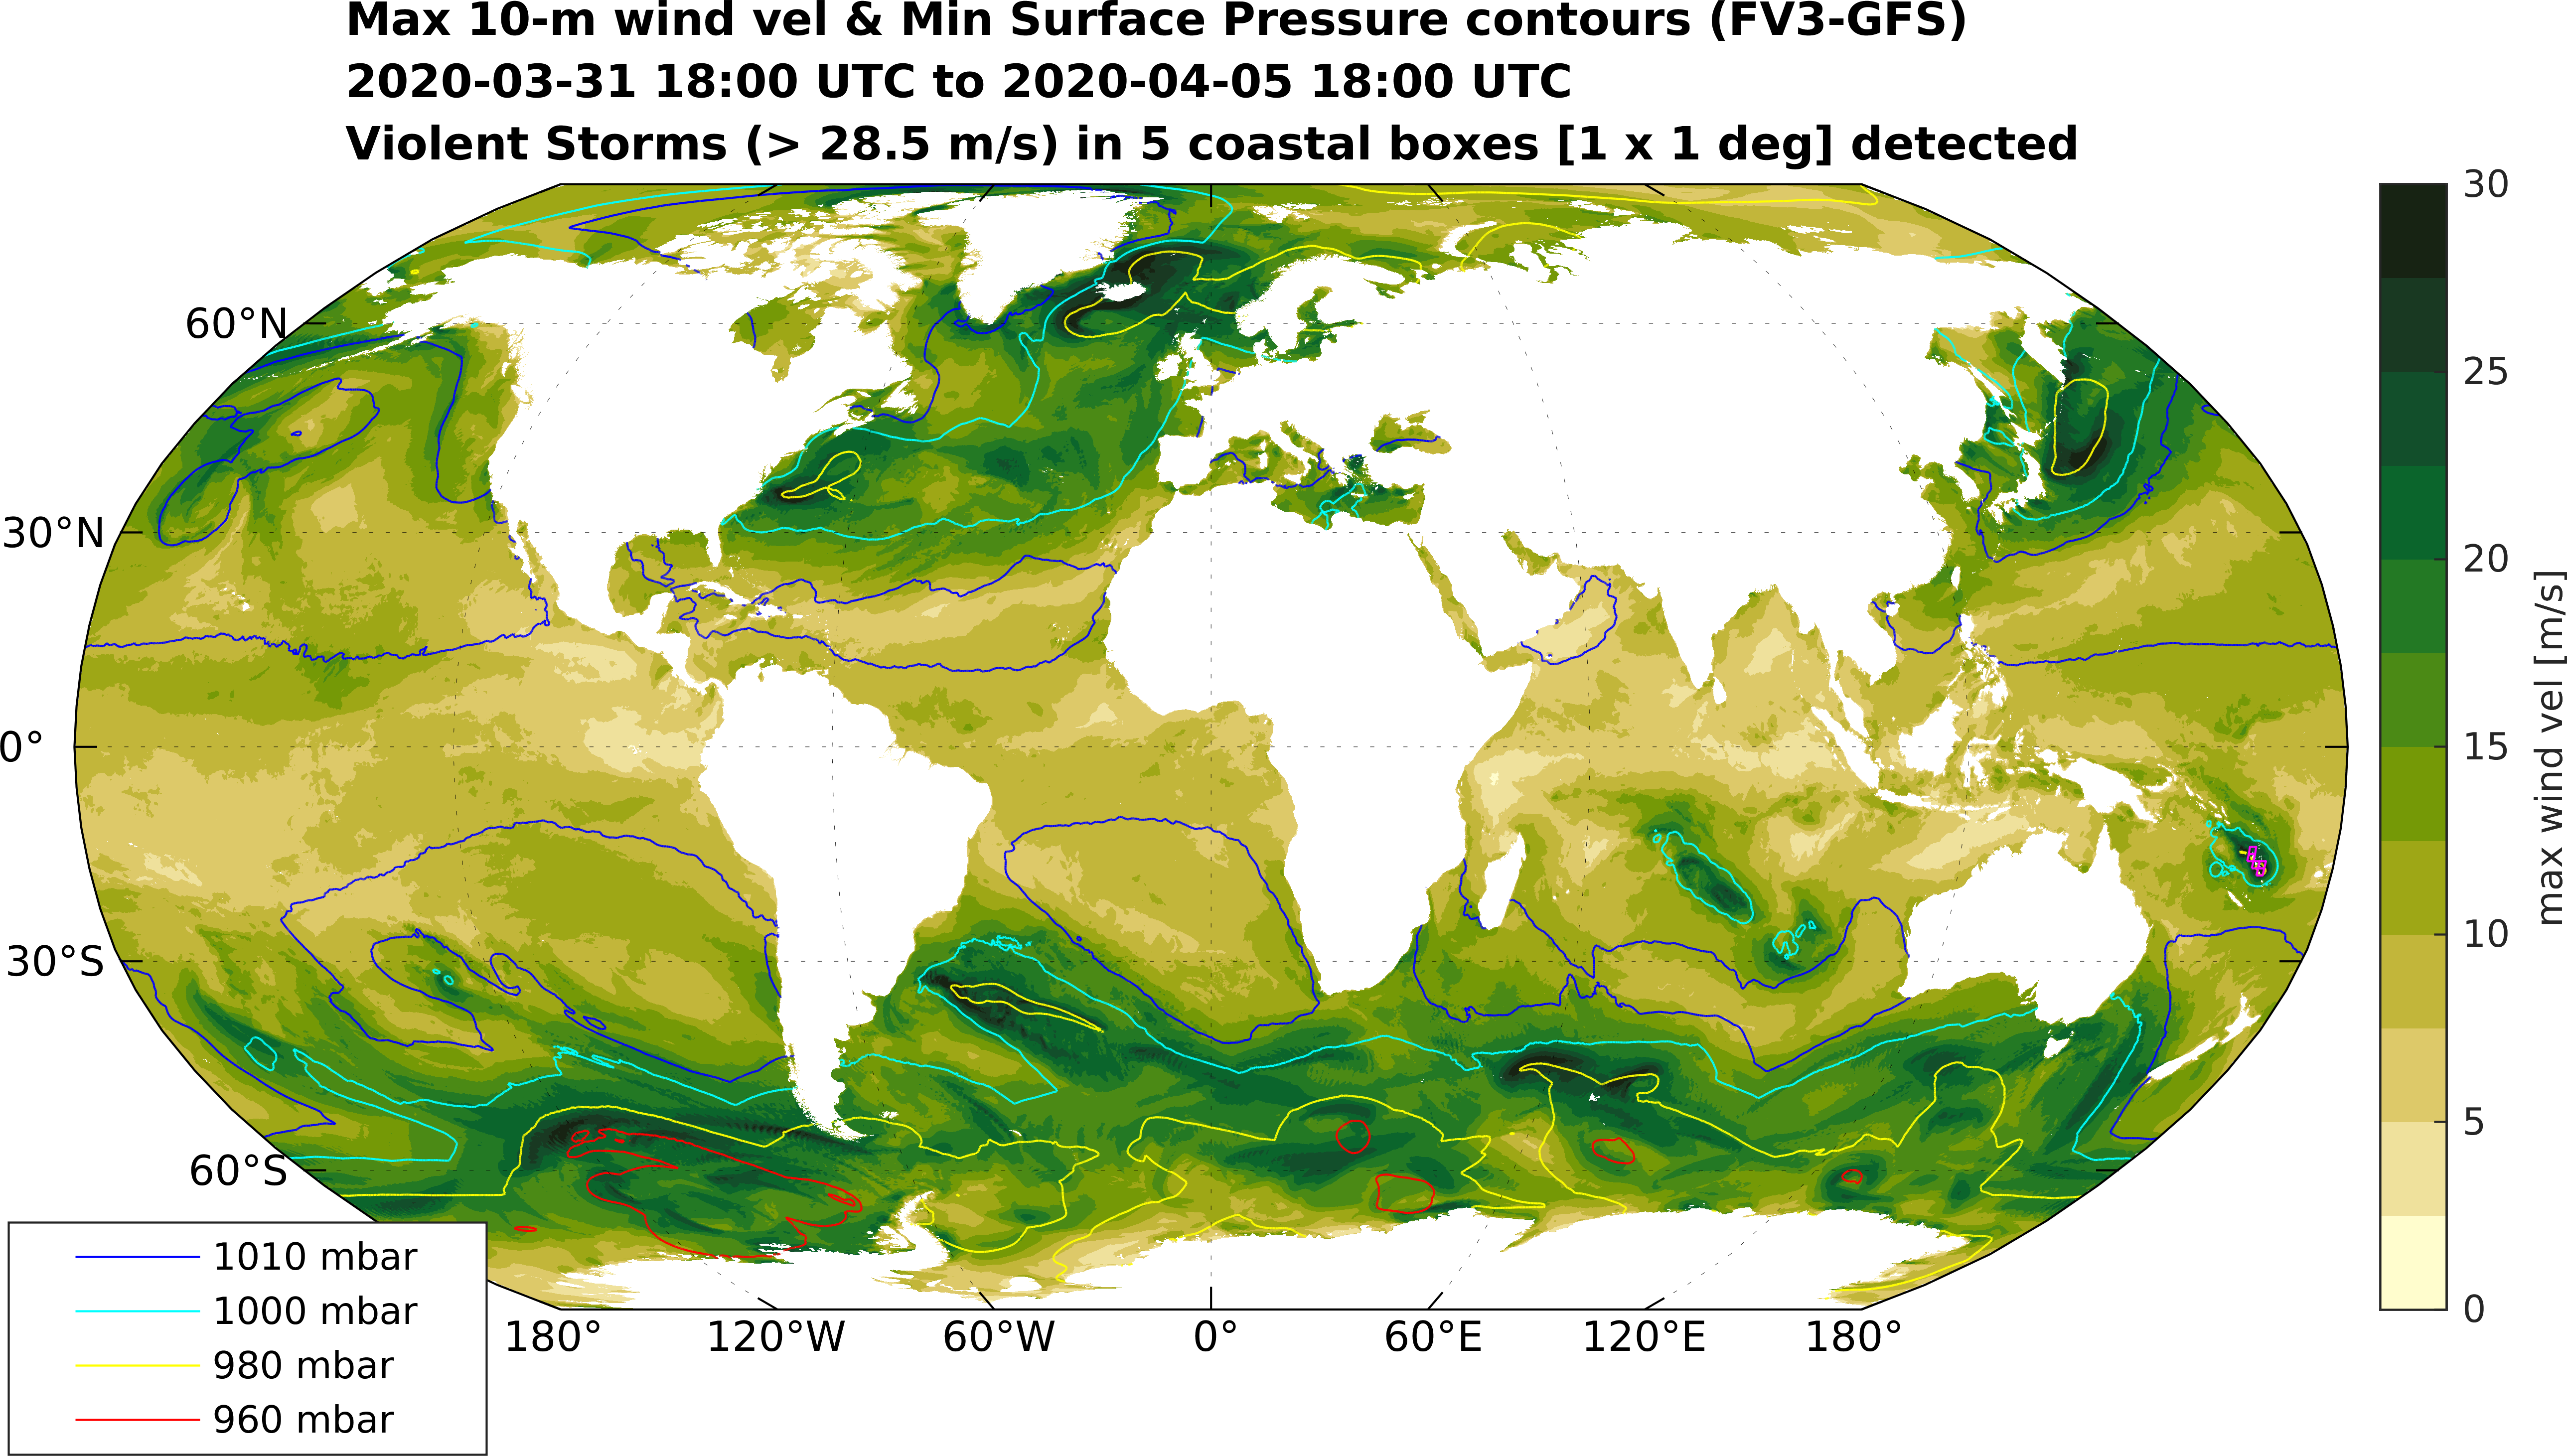 Max 10-m wind vel & Min Surface Pressure contours (FV3-GFS)
2020-03-31 18:00 UTC to 2020-04-05 18:00 UTC
Violent Storms (> 28.5 m/s) in 5 coastal boxes [1 x 1 deg] detected
60°N
30°N
0°
30°S
60°S
180°
120°W
60°W
0°
60°E
120°E
180°
1010 mbar
1000 mbar
980 mbar
960 mbar
30
25
20
15
10
5
0
max wind vel [m/s]